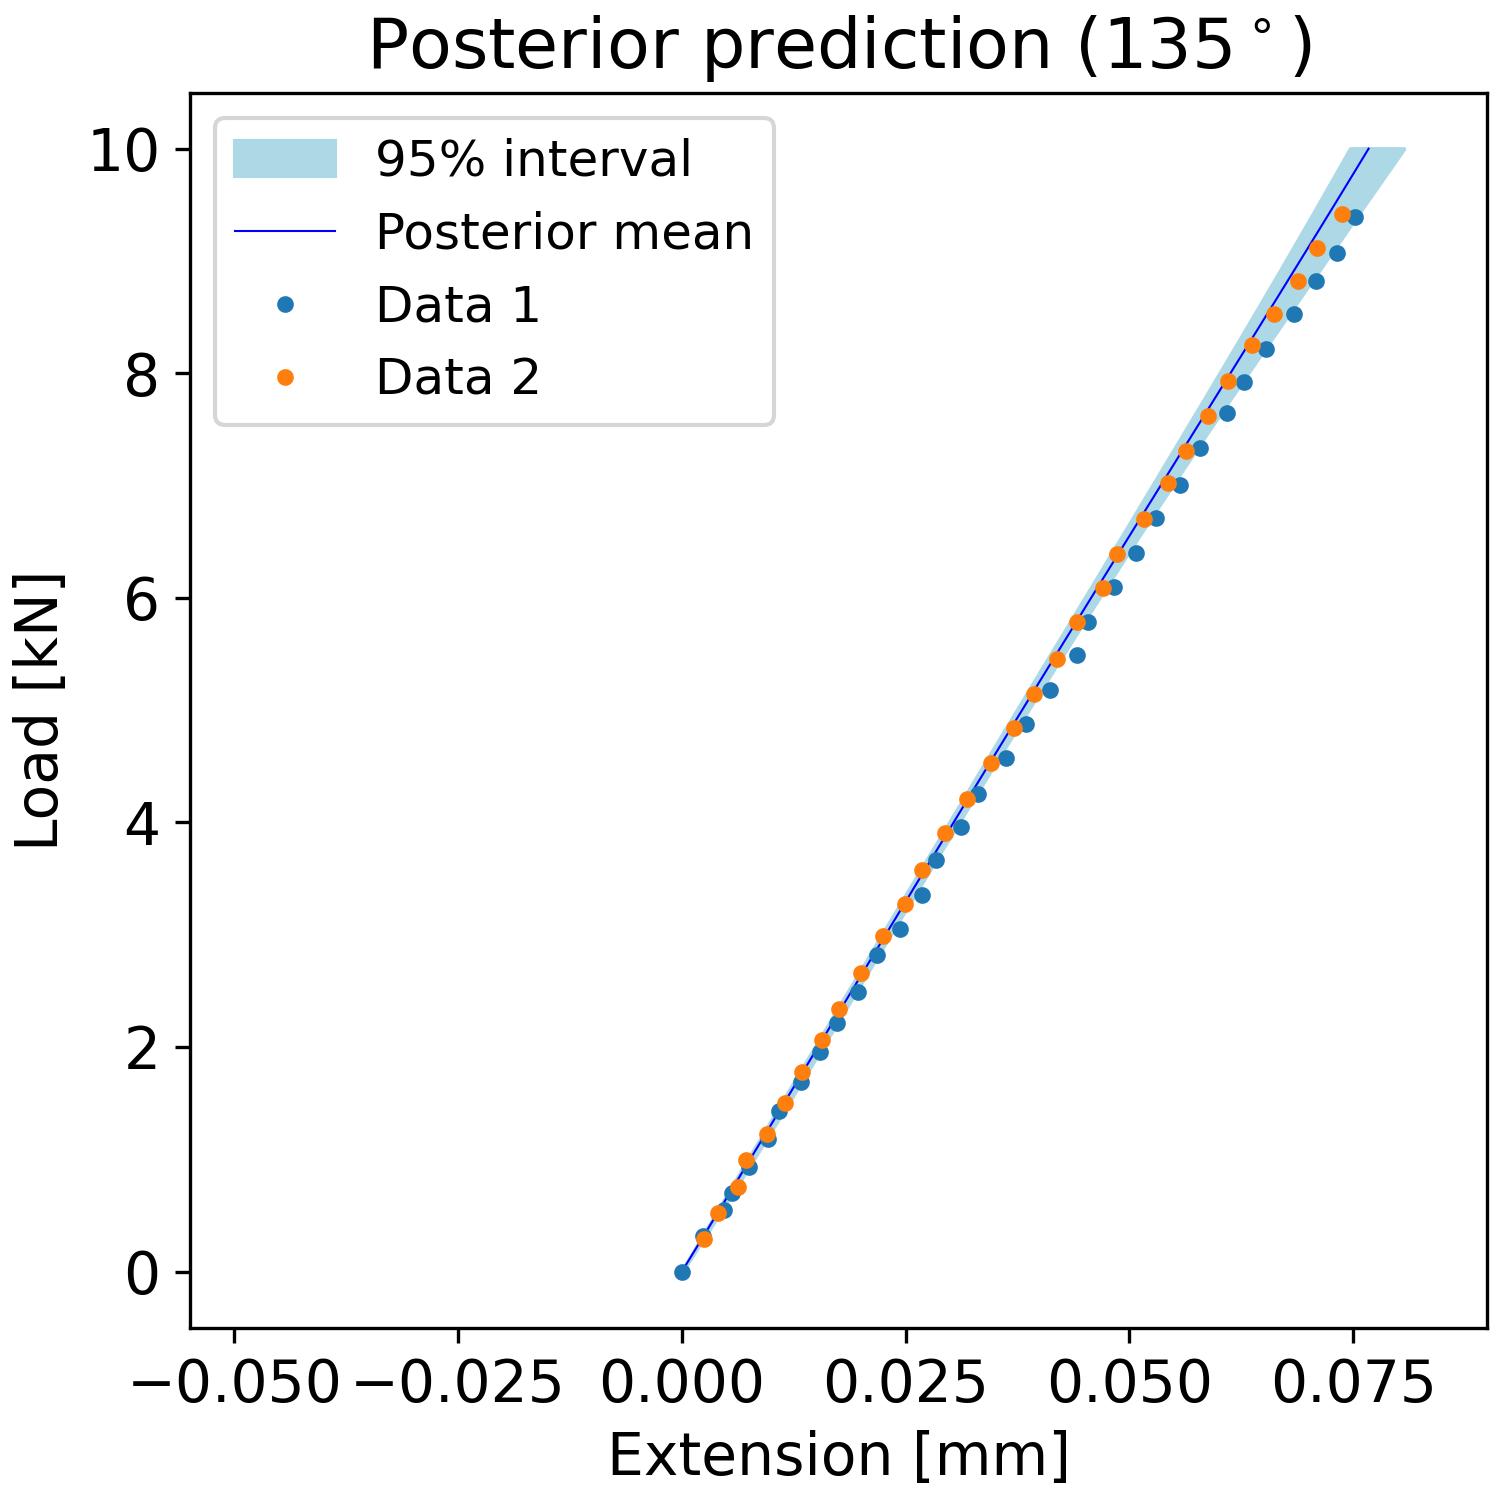 Posterior prediction (135°)
95% interval
Posterior mean
Data 1
Data 2
10
8
6
4
2
0
Load [kN]
−0.050 −0.025 0.000 0.025 0.050 0.075
Extension [mm]